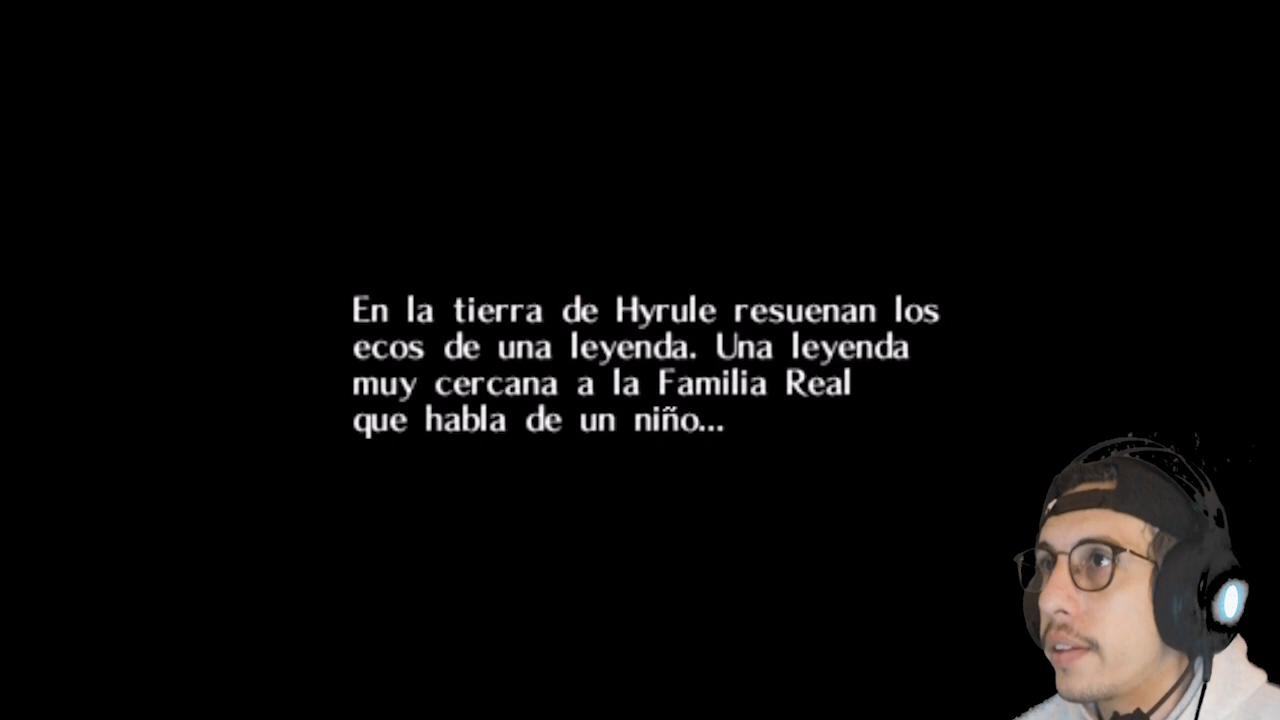 En la tierra de Hyrule resuenan los
ecos de una leyenda. Una leyenda
muy cercana a la Familia Real
que habla de un niño...